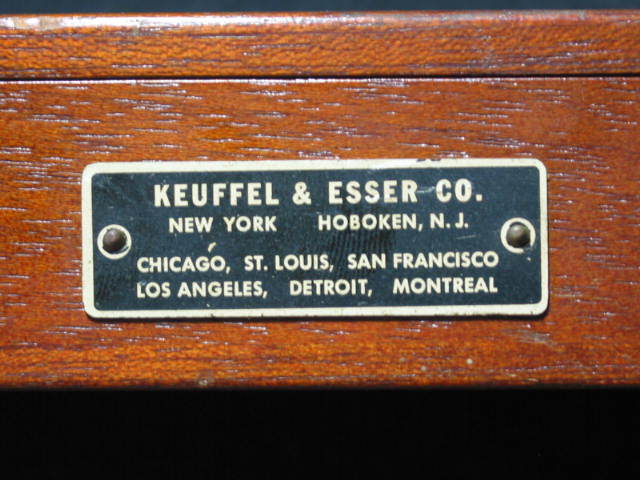 KEUFFEL & ESSER CO.
NEW YORK HOBOKEN, N. J.
CHICAGO, ST. LOUIS, SAN FRANCISCO
LOS ANGELES, DETROIT, MONTREAL